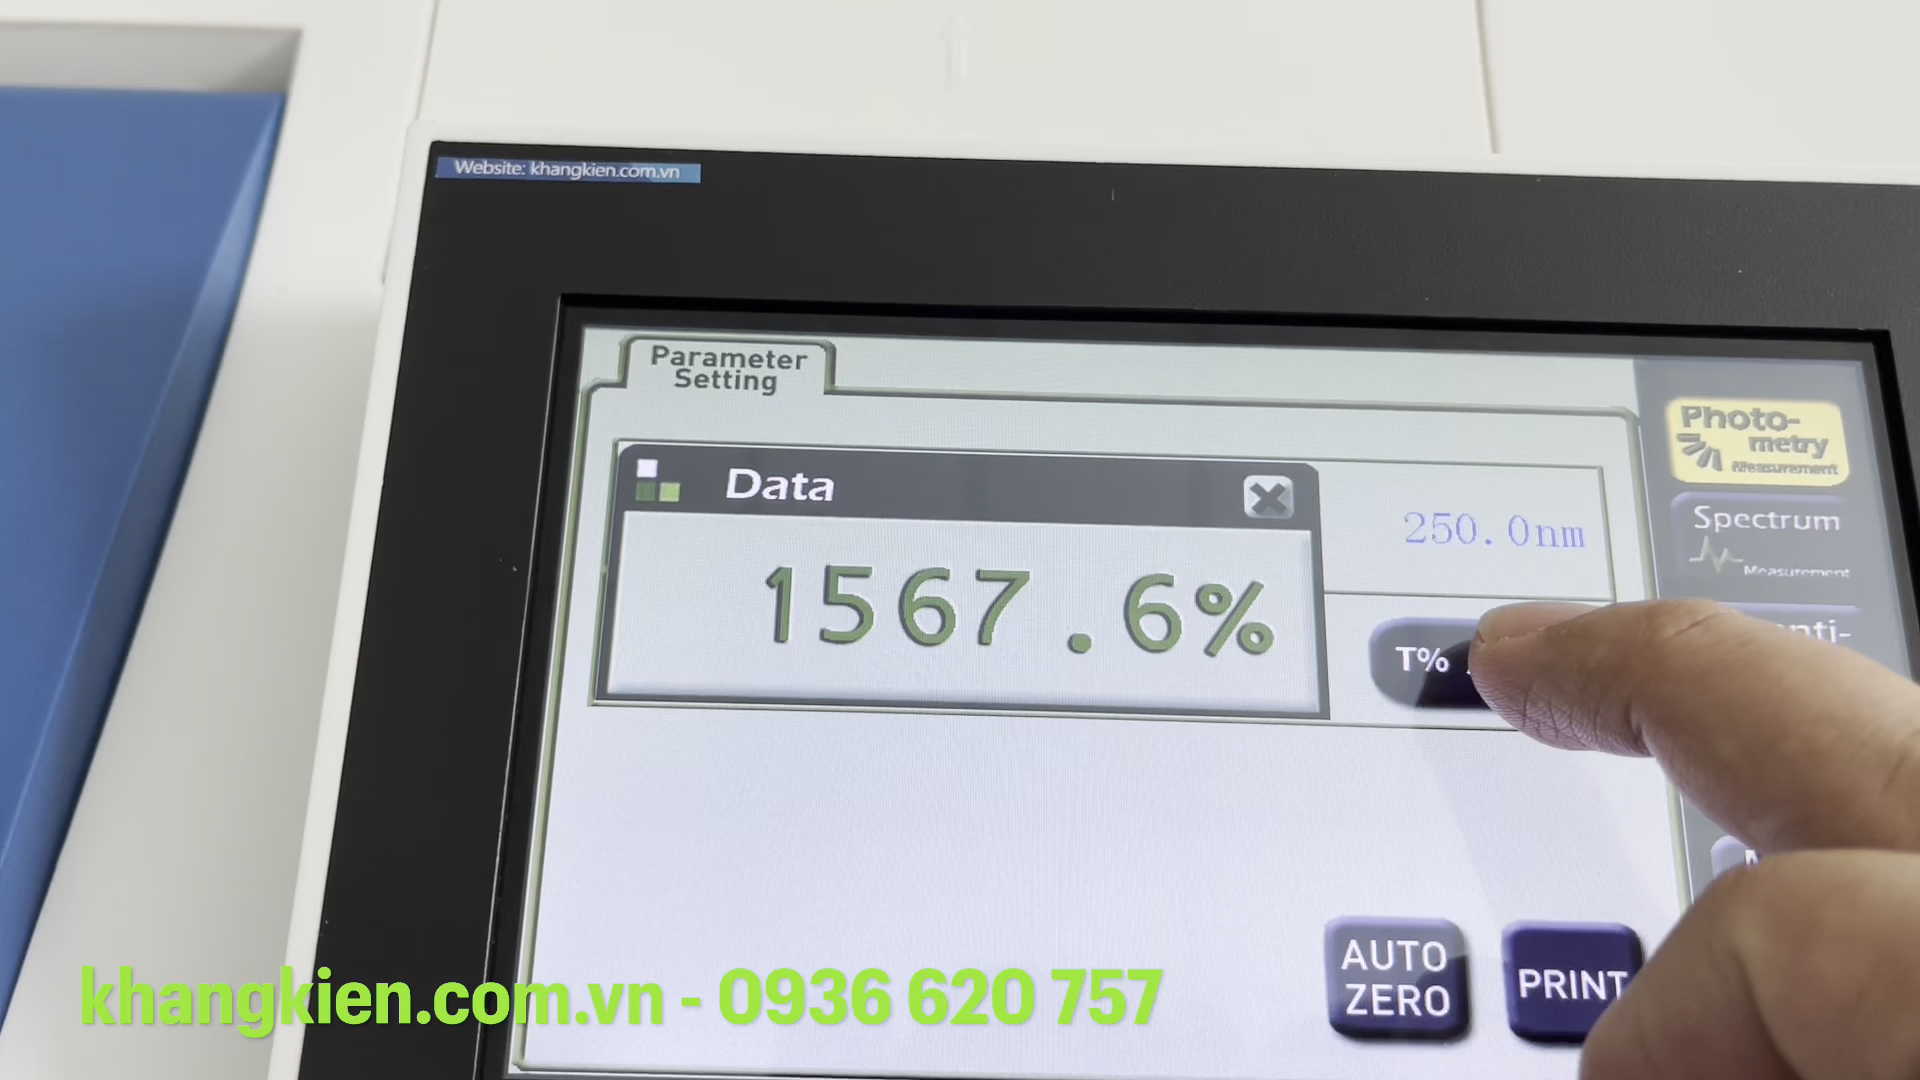 Website: khangkien.com.vn
Parameter
Setting
Data
1567.6%
250.0nm
T%
Photo-
metry
Measurement
Spectrum
Measurement
AUTO
ZERO
PRINT
khangkien.com.vn - 0936 620 757